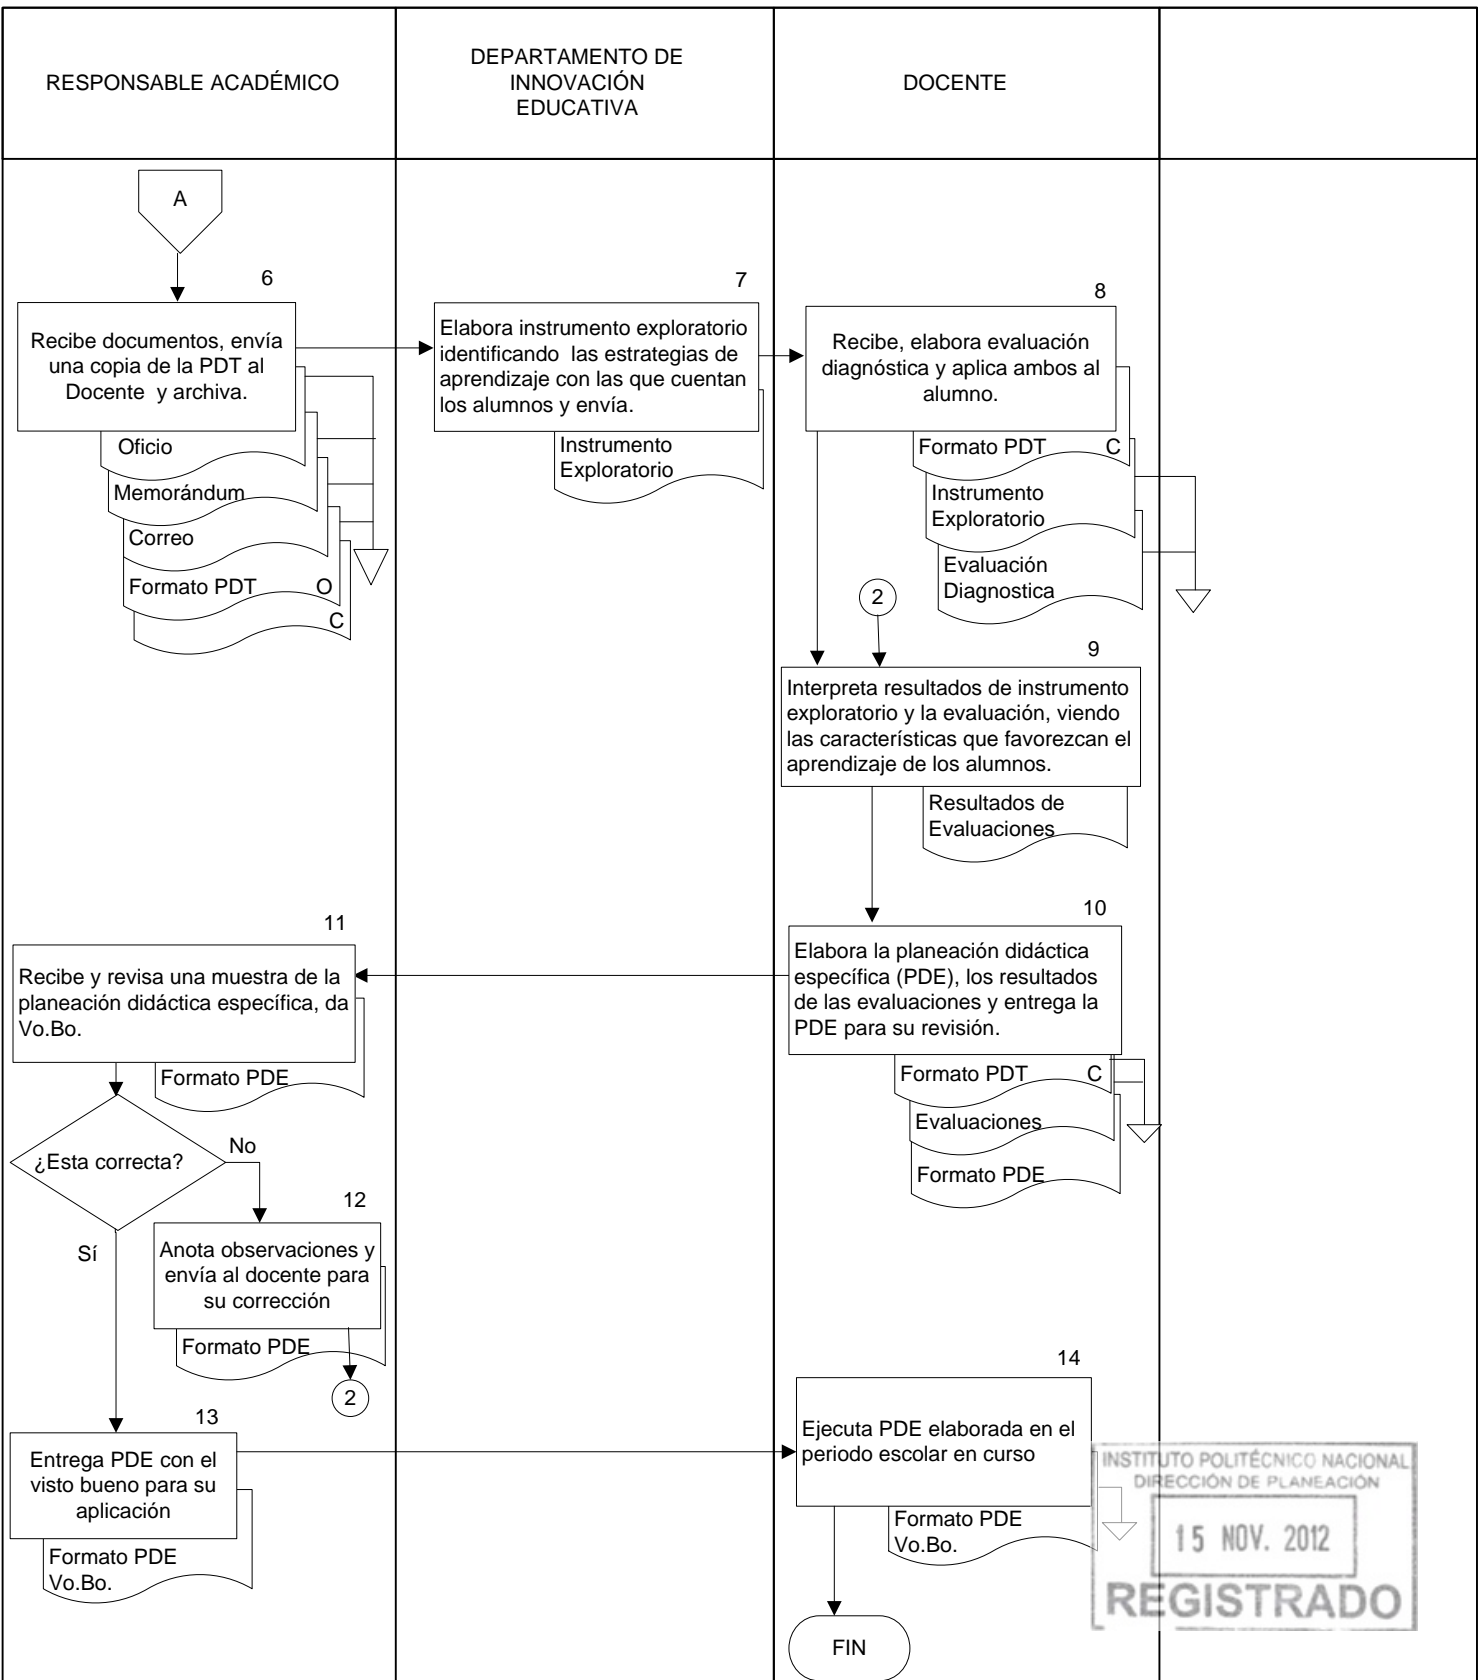 RESPONSABLE ACADÉMICO
DEPARTAMENTO DE
INNOVACIÓN
EDUCATIVA
DOCENTE
A
6
Recibe documentos, envía
una copia de la PDT al
Docente y archiva.
Oficio
Memorándum
Correo
Formato PDT O
C
7
Elabora instrumento exploratorio
identificando las estrategias de
aprendizaje con las que cuentan
los alumnos y envía.
Instrumento
Exploratorio
8
Recibe, elabora evaluación
diagnóstica y aplica ambos al
alumno.
Formato PDT C
Instrumento
Exploratorio
Evaluación
Diagnostica
2
9
Interpreta resultados de instrumento
exploratorio y la evaluación, viendo
las características que favorezcan el
aprendizaje de los alumnos.
Resultados de
Evaluaciones
10
Elabora la planeación didáctica
específica (PDE), los resultados
de las evaluaciones y entrega la
PDE para su revisión.
Formato PDT C
Evaluaciones
Formato PDE
11
Recibe y revisa una muestra de la
planeación didáctica específica, da
Vo.Bo.
Formato PDE
¿Esta correcta?
No
Sí
12
Anota observaciones y
envía al docente para
su corrección
Formato PDE
2
13
Entrega PDE con el
visto bueno para su
aplicación
Formato PDE
Vo.Bo.
14
Ejecuta PDE elaborada en el
periodo escolar en curso
Formato PDE
Vo.Bo.
FIN
INSTITUTO POLITÉCNICO NACIONAL
DIRECCIÓN DE PLANEACIÓN
15 NOV. 2012
REGISTRADO